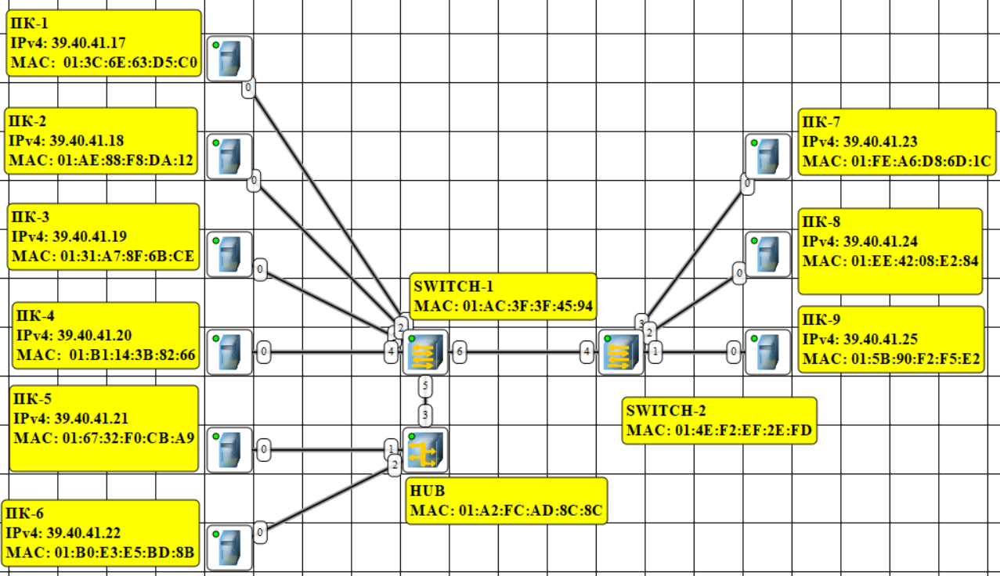 ПК-1
IPv4: 39.40.41.17
MAC: 01:3C:6E:63:D5:C0
0
ПК-2
IPv4: 39.40.41.18
MAC: 01:AE:88:F8:DA:12
0
ПК-3
IPv4: 39.40.41.19
MAC: 01:31:A7:8F:6B:CE
0
ПК-4
IPv4: 39.40.41.20
MAC: 01:B1:14:3B:82:66
0
ПК-5
IPv4: 39.40.41.21
MAC: 01:67:32:F0:CB:A9
0
ПК-6
IPv4: 39.40.41.22
MAC: 01:B0:E3:E5:BD:8B
0
SWITCH-1
MAC: 01:AC:3F:3F:45:94
2
4
6
5
3
1
2
HUB
MAC: 01:A2:FC:AD:8C:8C
4
3
2
1
SWITCH-2
MAC: 01:4E:F2:EF:2E:FD
0
ПК-7
IPv4: 39.40.41.23
MAC: 01:FE:A6:D8:6D:1C
0
ПК-8
IPv4: 39.40.41.24
MAC: 01:EE:42:08:E2:84
0
ПК-9
IPv4: 39.40.41.25
MAC: 01:5B:90:F2:F5:E2